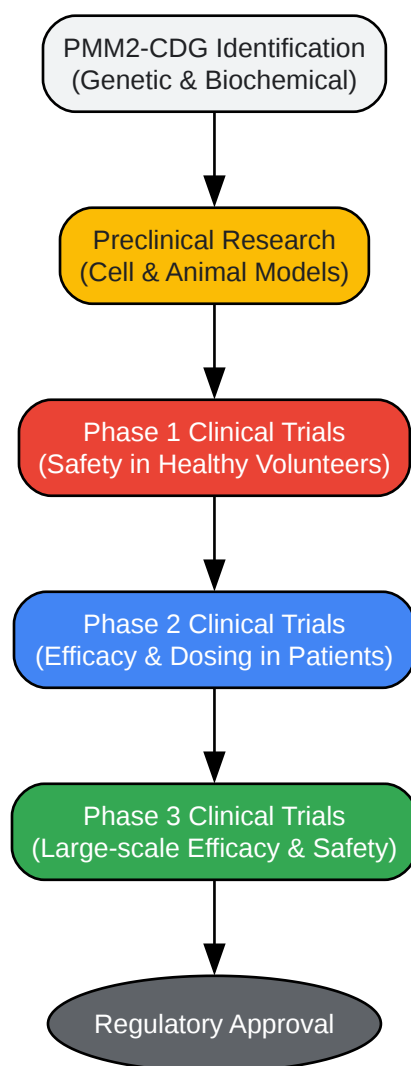 PMM2-CDG Identification
(Genetic & Biochemical)
Preclinical Research
(Cell & Animal Models)
Phase 1 Clinical Trials
(Safety in Healthy Volunteers)
Phase 2 Clinical Trials
(Efficacy & Dosing in Patients)
Phase 3 Clinical Trials
(Large-scale Efficacy & Safety)
Regulatory Approval